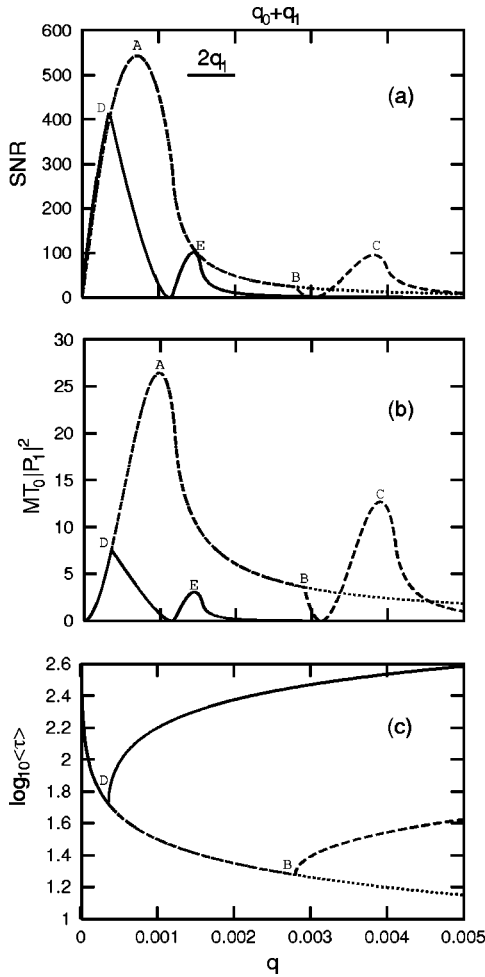 q₀+q₁
600
500
400
300
200
100
0
SNR
A
D
E
B
C
2q₁
(a)
30
25
20
15
10
5
0
MT₀|P₁|²
A
D
E
B
C
(b)
2.6
2.4
2.2
2
1.8
1.6
1.4
1.2
1
log₁₀<τ>
D
B
(c)
0 0.001 0.002 0.003 0.004 0.005
q